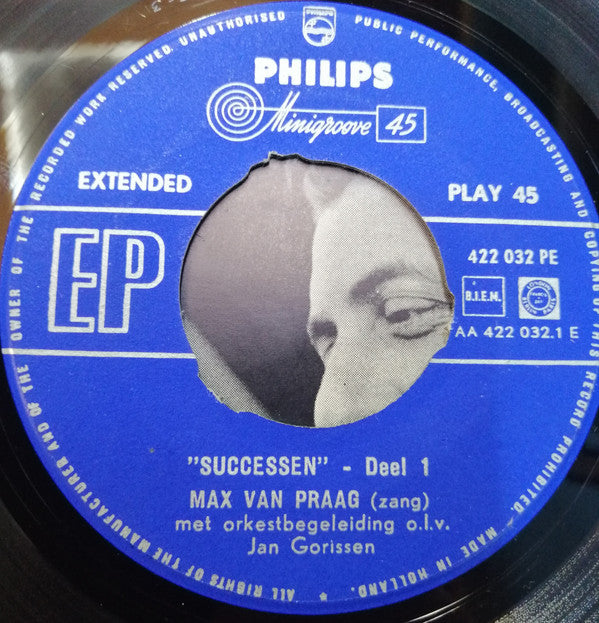 ALL RIGHTS OF THE MANUFACTURER AND OF THE OWNER OF THE RECORDED WORK RESERVED. UNAUTHORISED PUBLIC PERFORMANCE, BROADCASTING AND COPYING OF THIS RECORD PROHIBITED. * MADE IN HOLLAND. *
PHILIPS
PHILIPS
Minigroove 45
EXTENDED PLAY 45
EP
422 032 PE
B.I.E.M.
AA 422 032.1 E
"SUCCESSEN" - Deel 1
MAX VAN PRAAG (zang)
met orkestbegeleiding o.l.v.
Jan Gorissen